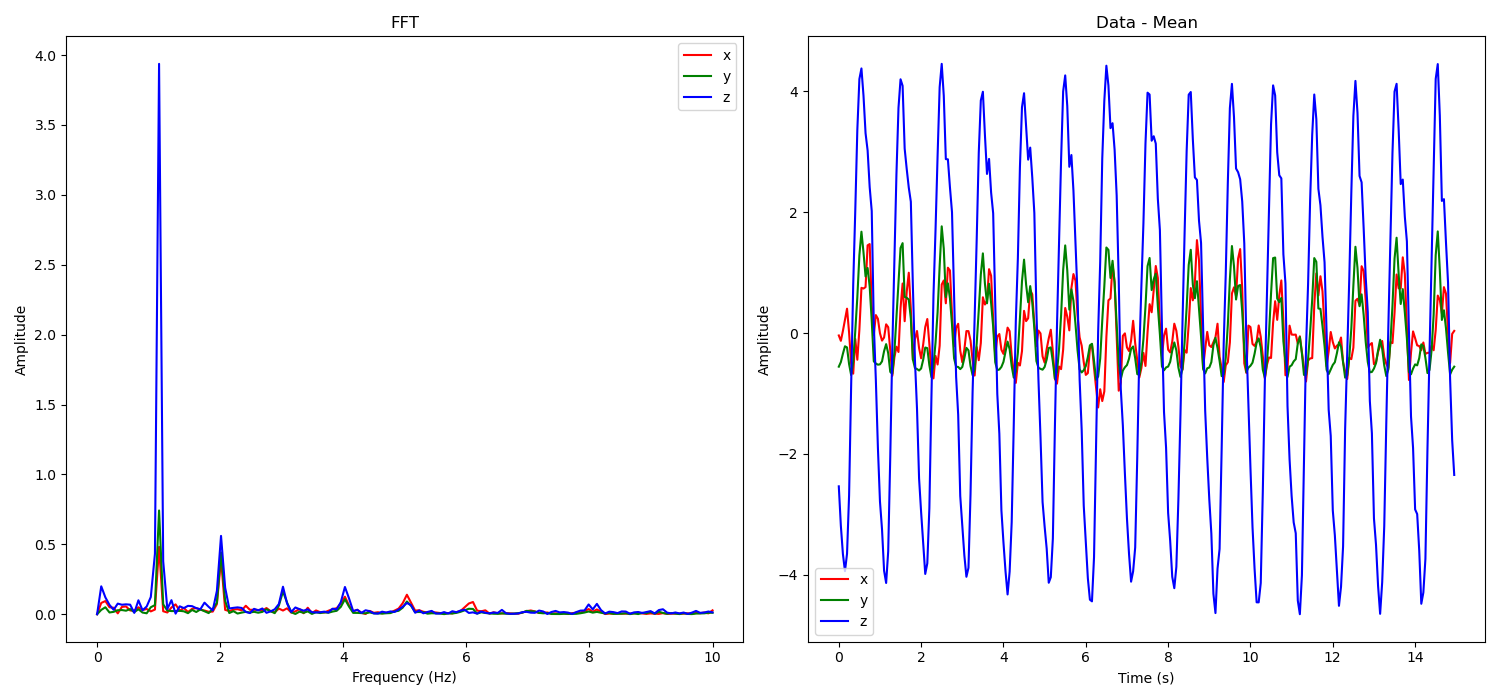 FFT
Amplitude
4.0
3.5
3.0
2.5
2.0
1.5
1.0
0.5
0.0
x
y
z
0 2 4 6 8 10
Frequency (Hz)
Data - Mean
Amplitude
4
2
0
−2
−4
x
y
z
0 2 4 6 8 10 12 14
Time (s)